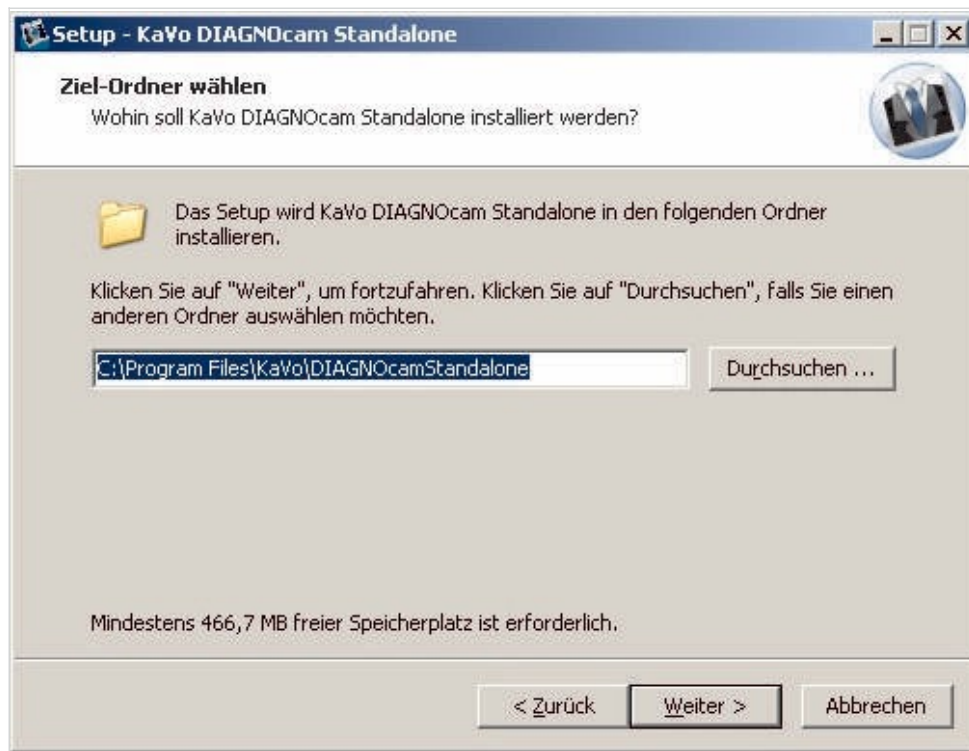 Setup - KaVo DIAGNOcam Standalone
Ziel-Ordner wählen
Wohin soll KaVo DIAGNOcam Standalone installiert werden?
Das Setup wird KaVo DIAGNOcam Standalone in den folgenden Ordner
installieren.
Klicken Sie auf "Weiter", um fortzufahren. Klicken Sie auf "Durchsuchen", falls Sie einen
anderen Ordner auswählen möchten.
C:\Program Files\KaVo\DIAGNOcamStandalone
Durchsuchen ...
Mindestens 466,7 MB freier Speicherplatz ist erforderlich.
< Zurück
Weiter >
Abbrechen